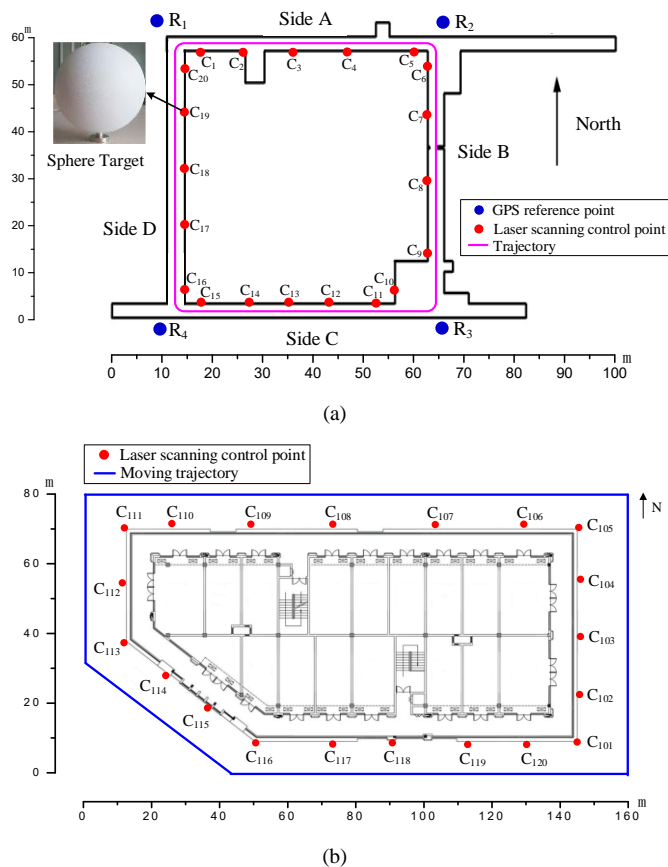 R1
Side A
R2
60
m
C1
C2
C3
C4
C5
C20
C6
50
C19
C7
North
40
Sphere Target
Side B
30
C18
C8
GPS reference point
Laser scanning control point
Trajectory
Side D
20
C17
C9
10
C16
C15
C14
C13
C12
C11
C10
0
R4
Side C
R3
0 10 20 30 40 50 60 70 80 90 100
m
(a)
Laser scanning control point
Moving trajectory
m
N
80
C111
C110
C109
C108
C107
C106
C105
60
C112
C104
40
C113
C103
C114
C102
20
C115
C116
C117
C118
C119
C120
C101
0
0 20 40 60 80 100 120 140 160
m
(b)